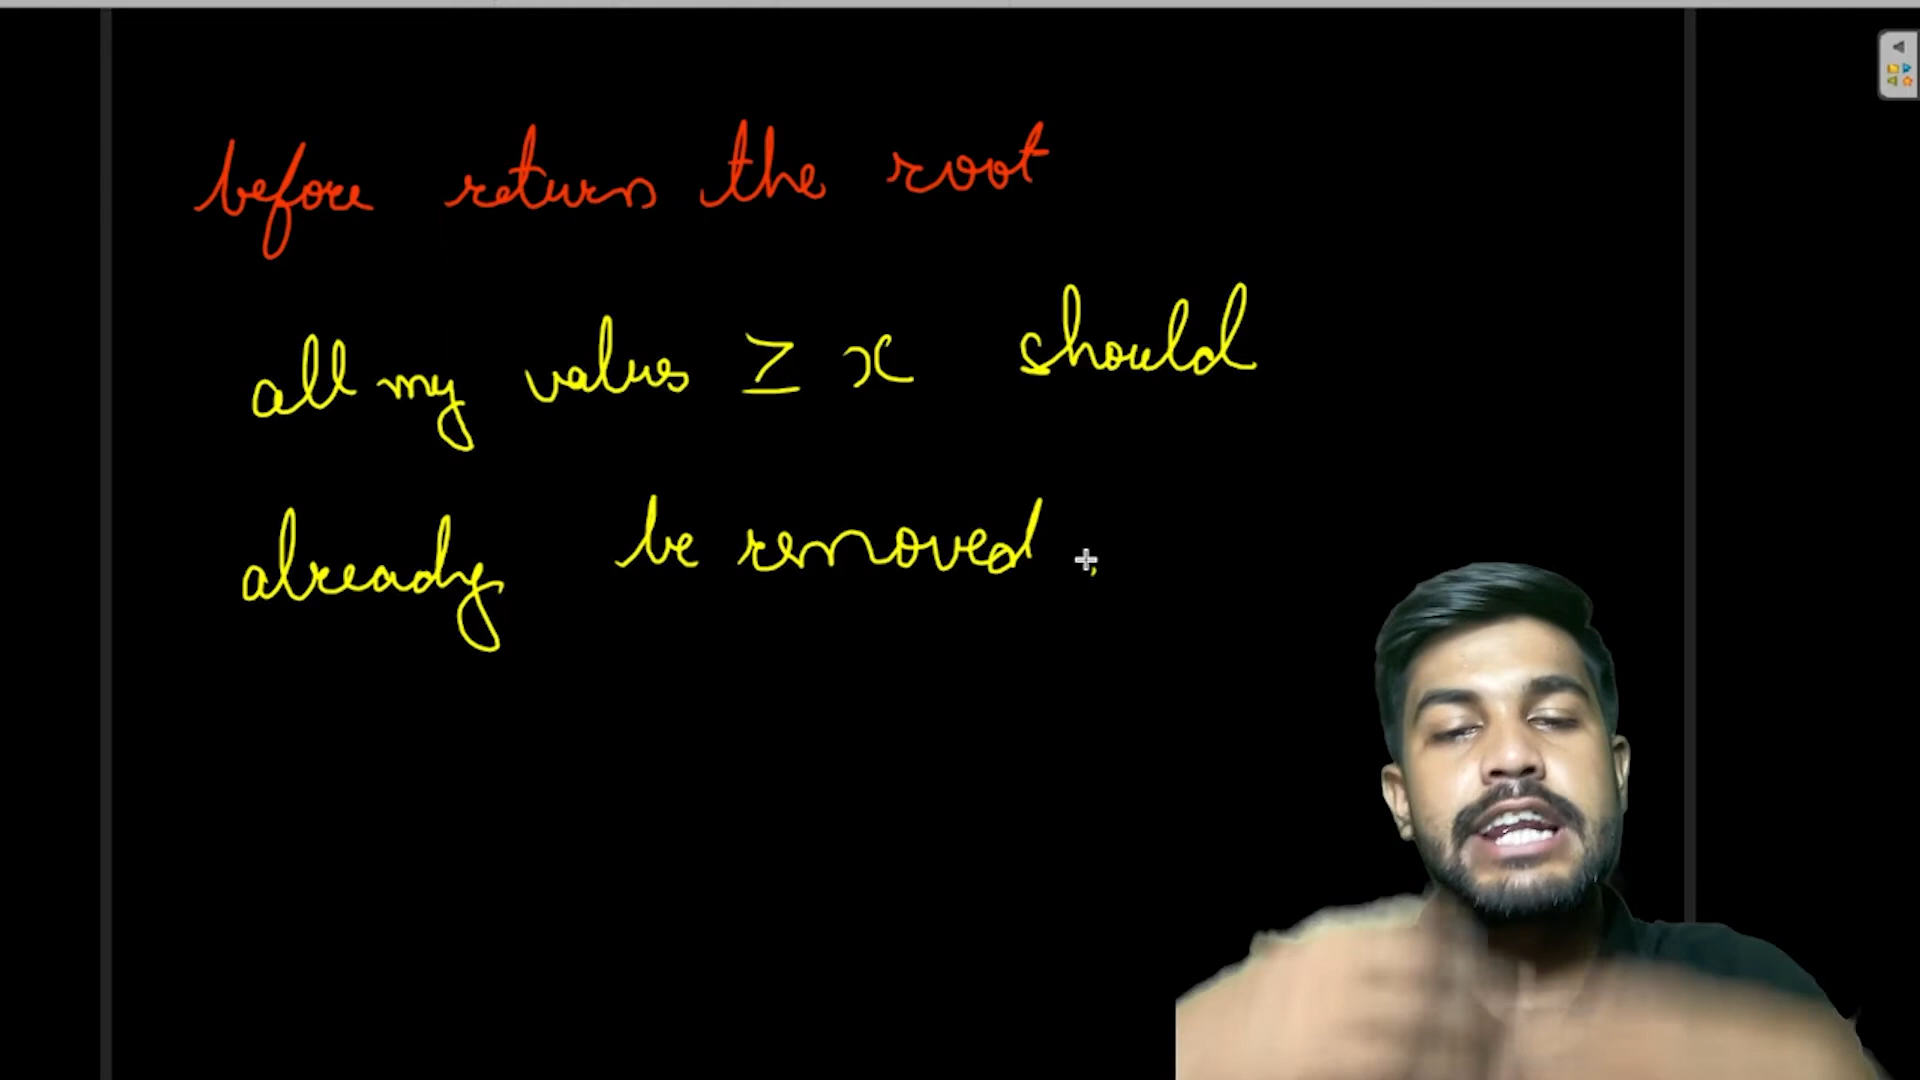 before return the root
all my values ≥ x should
already be removed,